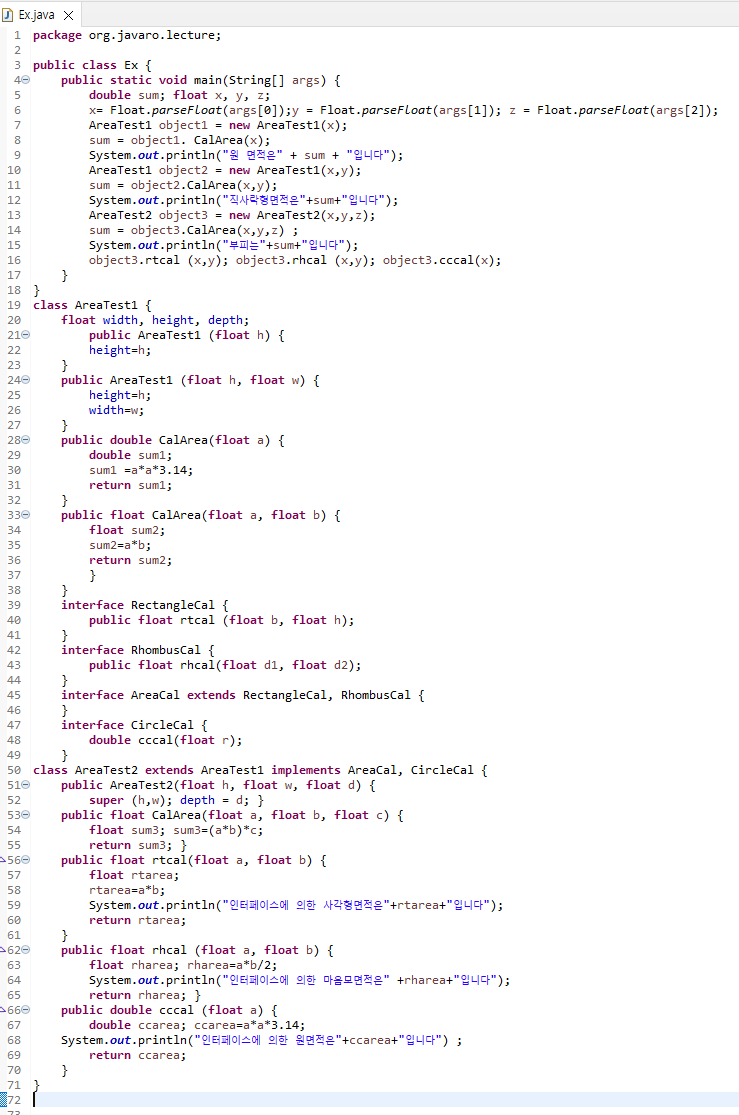 Ex.java
1 package org.javaro.lecture;
2
3 public class Ex {
4 public static void main(String[] args) {
5 double sum; float x, y, z;
6 x= Float.parseFloat(args[0]);y = Float.parseFloat(args[1]); z = Float.parseFloat(args[2]);
7 AreaTest1 object1 = new AreaTest1(x);
8 sum = object1. CalArea(x);
9 System.out.println("원 면적은" + sum + "입니다");
10 AreaTest1 object2 = new AreaTest1(x,y);
11 sum = object2.CalArea(x,y);
12 System.out.println("직사락형면적은"+sum+"입니다");
13 AreaTest2 object3 = new AreaTest2(x,y,z);
14 sum = object3.CalArea(x,y,z) ;
15 System.out.println("부피는"+sum+"입니다");
16 object3.rtcal (x,y); object3.rhcal (x,y); object3.cccal(x);
17 }
18 }
19 class AreaTest1 {
20 float width, height, depth;
21 public AreaTest1 (float h) {
22 height=h;
23 }
24 public AreaTest1 (float h, float w) {
25 height=h;
26 width=w;
27 }
28 public double CalArea(float a) {
29 double sum1;
30 sum1 =a*a*3.14;
31 return sum1;
32 }
33 public float CalArea(float a, float b) {
34 float sum2;
35 sum2=a*b;
36 return sum2;
37 }
38 }
39 interface RectangleCal {
40 public float rtcal (float b, float h);
41 }
42 interface RhombusCal {
43 public float rhcal(float d1, float d2);
44 }
45 interface AreaCal extends RectangleCal, RhombusCal {
46 }
47 interface CircleCal {
48 double cccal(float r);
49 }
50 class AreaTest2 extends AreaTest1 implements AreaCal, CircleCal {
51 public AreaTest2(float h, float w, float d) {
52 super (h,w); depth = d; }
53 public float CalArea(float a, float b, float c) {
54 float sum3; sum3=(a*b)*c;
55 return sum3; }
56 public float rtcal(float a, float b) {
57 float rtarea;
58 rtarea=a*b;
59 System.out.println("인터페이스에 의한 사각형면적은"+rtarea+"입니다");
60 return rtarea;
61 }
62 public float rhcal (float a, float b) {
63 float rharea; rharea=a*b/2;
64 System.out.println("인터페이스에 의한 마음모면적은" +rharea+"입니다");
65 return rharea; }
66 public double cccal (float a) {
67 double ccarea; ccarea=a*a*3.14;
68 System.out.println("인터페이스에 의한 원면적은"+ccarea+"입니다") ;
69 return ccarea;
70 }
71 }
72
73